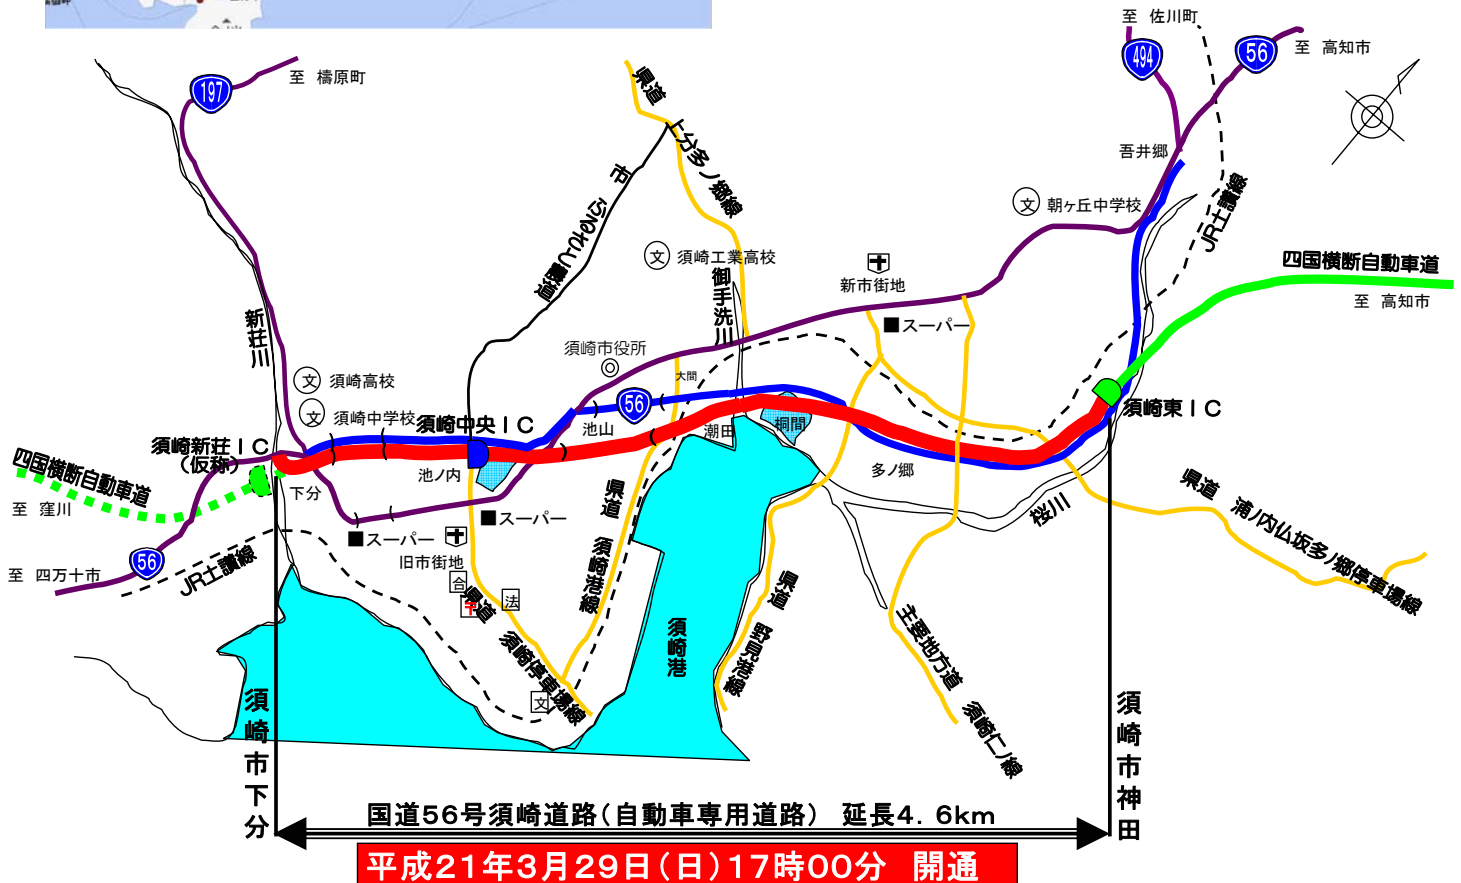 至 佐川町
494
56
至 高知市
197
至 檮原町
県道 上分多ノ郷線
吾井郷
市 ふるさと農道
文
朝ヶ丘中学校
JR土讃線
文
須崎工業高校
御手洗川
新市街地
四国横断自動車道
至 高知市
新荘川
■スーパー
須崎市役所
大間
文
須崎高校
文
須崎中学校
56
須崎東IC
須崎中央IC
池山
潮田
桐間
須崎新荘IC
(仮称)
四国横断自動車道
池ノ内
多ノ郷
下分
至 窪川
県道 須崎港線
県道 浦ノ内仏坂多ノ郷停車場線
桜川
■スーパー
■スーパー
旧市街地
56
JR土讃線
至 四万十市
合
〒
法
県道 須崎停車場線
県道 野見港線
須崎港
主要地方道 須崎仁ノ線
文
須崎市下分
須崎市神田
国道56号須崎道路(自動車専用道路) 延長4.6km
平成21年3月29日(日)17時00分 開通